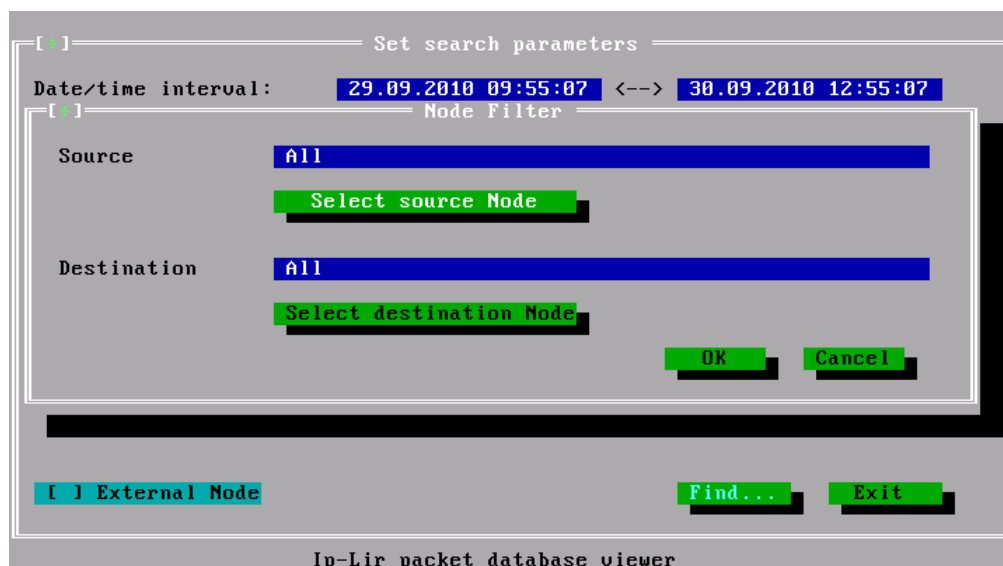 [÷] Set search parameters
Date/time interval: 29.09.2010 09:55:07 <--> 30.09.2010 12:55:07
[÷] Node Filter
Source All
Select source Node
Destination All
Select destination Node
OK Cancel
[ ] External Node Find... Exit
Ip-Lir packet database viewer